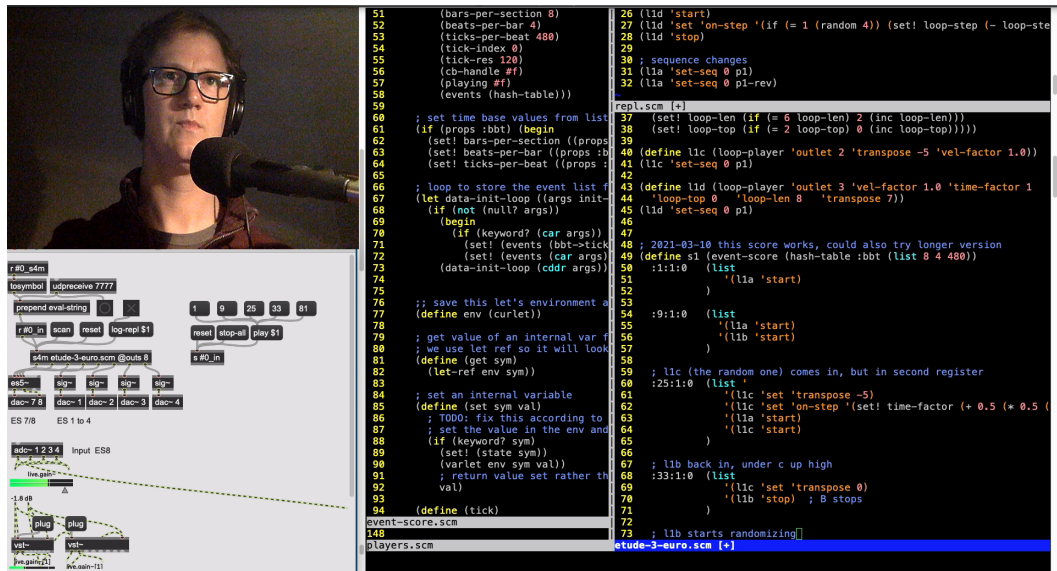 r #0_s4m
tosymbol udpreceive 7777
prepend eval-string
r #0_in scan reset log-repl $1
s4m etude-3-euro.scm @outs 8
es5~ sig~ sig~ sig~ sig~
dac~ 7 8 dac~ 1 dac~ 2 dac~ 3 dac~ 4
ES 7/8 ES 1 to 4
1 9 25 33 81
reset stop-all play $1
s #0_in
adc~ 1 2 3 4 Input ES8
live.gain~
-1.8 dB
plug plug
vst~ vst~
live.gain~[1] live.gain~[1]
51 (bars-per-section 8)
52 (beats-per-bar 4)
53 (ticks-per-beat 480)
54 (tick-index 0)
55 (tick-res 120)
56 (cb-handle #f)
57 (playing #f)
58 (events (hash-table)))
59
60 ; set time base values from list
61 (if (props :bbt) (begin
62 (set! bars-per-section ((props
63 (set! beats-per-bar ((props :b
64 (set! ticks-per-beat ((props :
65
66 ; loop to store the event list f
67 (let data-init-loop ((args init-
68 (if (not (null? args))
69 (begin
70 (if (keyword? (car args))
71 (set! (events (bbt->tick
72 (set! (events (car args)
73 (data-init-loop (cddr args))
74
75
76 ;; save this let's environment a
77 (define env (curlet))
78
79 ; get value of an internal var f
80 ; we use let ref so it will look
81 (define (get sym)
82 (let-ref env sym))
83
84 ; set an internal variable
85 (define (set sym val)
86 ; TODO: fix this according to
87 ; set the value in the env and
88 (if (keyword? sym)
89 (set! (state sym))
90 (varlet env sym val))
91 ; return value set rather th
92 val)
93
94 (define (tick)
event-score.scm
148
players.scm
26 (l1d 'start)
27 (l1d 'set 'on-step '(if (= 1 (random 4)) (set! loop-step (- loop-ste
28 (l1d 'stop)
29
30 ; sequence changes
31 (l1a 'set-seq 0 p1)
32 (l1a 'set-seq 0 p1-rev)
~
repl.scm [+]
37 (set! loop-len (if (= 6 loop-len) 2 (inc loop-len)))
38 (set! loop-top (if (= 2 loop-top) 0 (inc loop-top)))))
39
40 (define l1c (loop-player 'outlet 2 'transpose -5 'vel-factor 1.0))
41 (l1c 'set-seq 0 p1)
42
43 (define l1d (loop-player 'outlet 3 'vel-factor 1.0 'time-factor 1
44 'loop-top 0 'loop-len 8 'transpose 7))
45 (l1d 'set-seq 0 p1)
46
47
48 ; 2021-03-10 this score works, could also try longer version
49 (define s1 (event-score (hash-table :bbt (list 8 4 480))
50 :1:1:0 (list
51 '(l1a 'start)
52 )
53
54 :9:1:0 (list
55 '(l1a 'start)
56 '(l1b 'start)
57 )
58
59 ; l1c (the random one) comes in, but in second register
60 :25:1:0 (list '
61 '(l1c 'set 'transpose -5)
62 '(l1c 'set 'on-step '(set! time-factor (+ 0.5 (* 0.5 (
63 '(l1a 'start)
64 '(l1c 'start)
65 )
66
67 ; l1b back in, under c up high
68 :33:1:0 (list
69 '(l1c 'set 'transpose 0)
70 '(l1b 'stop) ; B stops
71 )
72
73 ; l1b starts randomizing
etude-3-euro.scm [+]